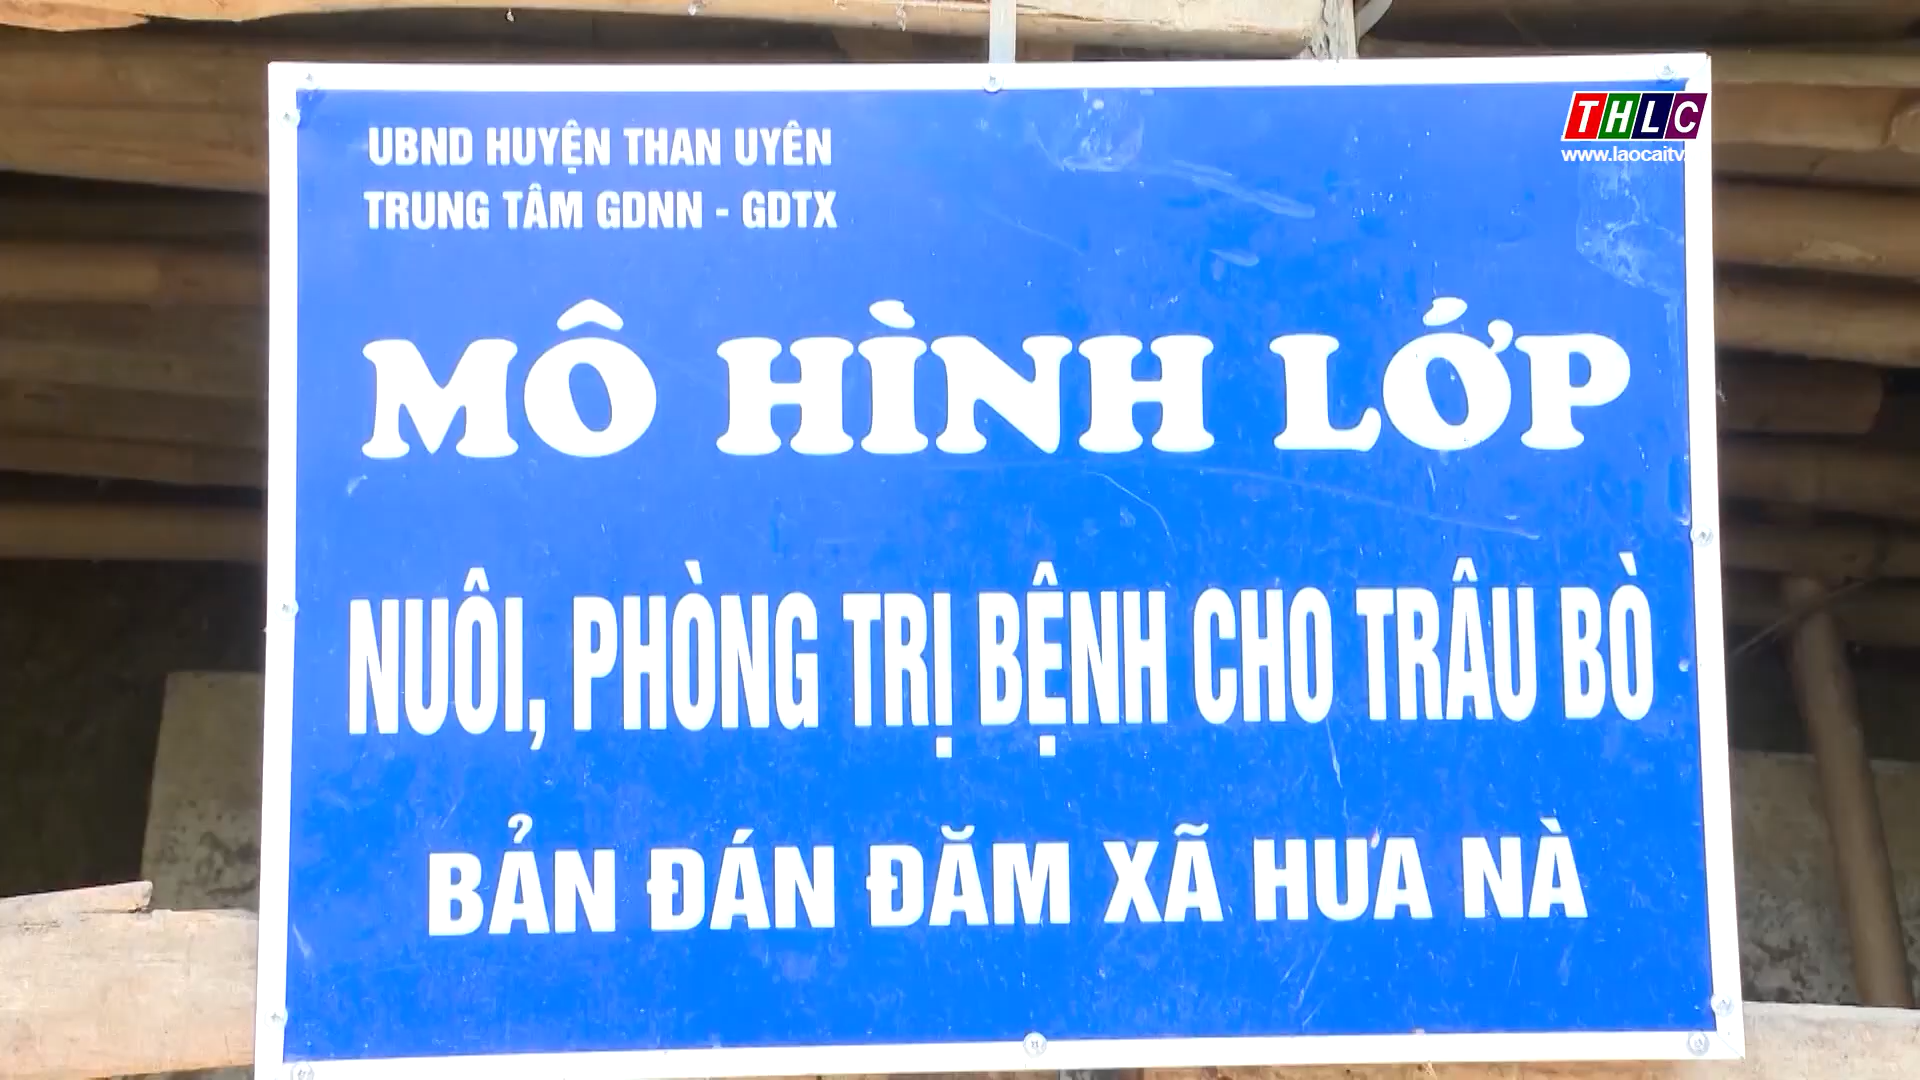 UBND HUYỆN THAN UYÊN
TRUNG TÂM GDNN - GDTX
THLC
www.laocaitv.
MÔ HÌNH LỚP
NUÔI, PHÒNG TRỊ BỆNH CHO TRÂU BÒ
BẢN ĐÁN ĐĂM XÃ HƯA NÀ